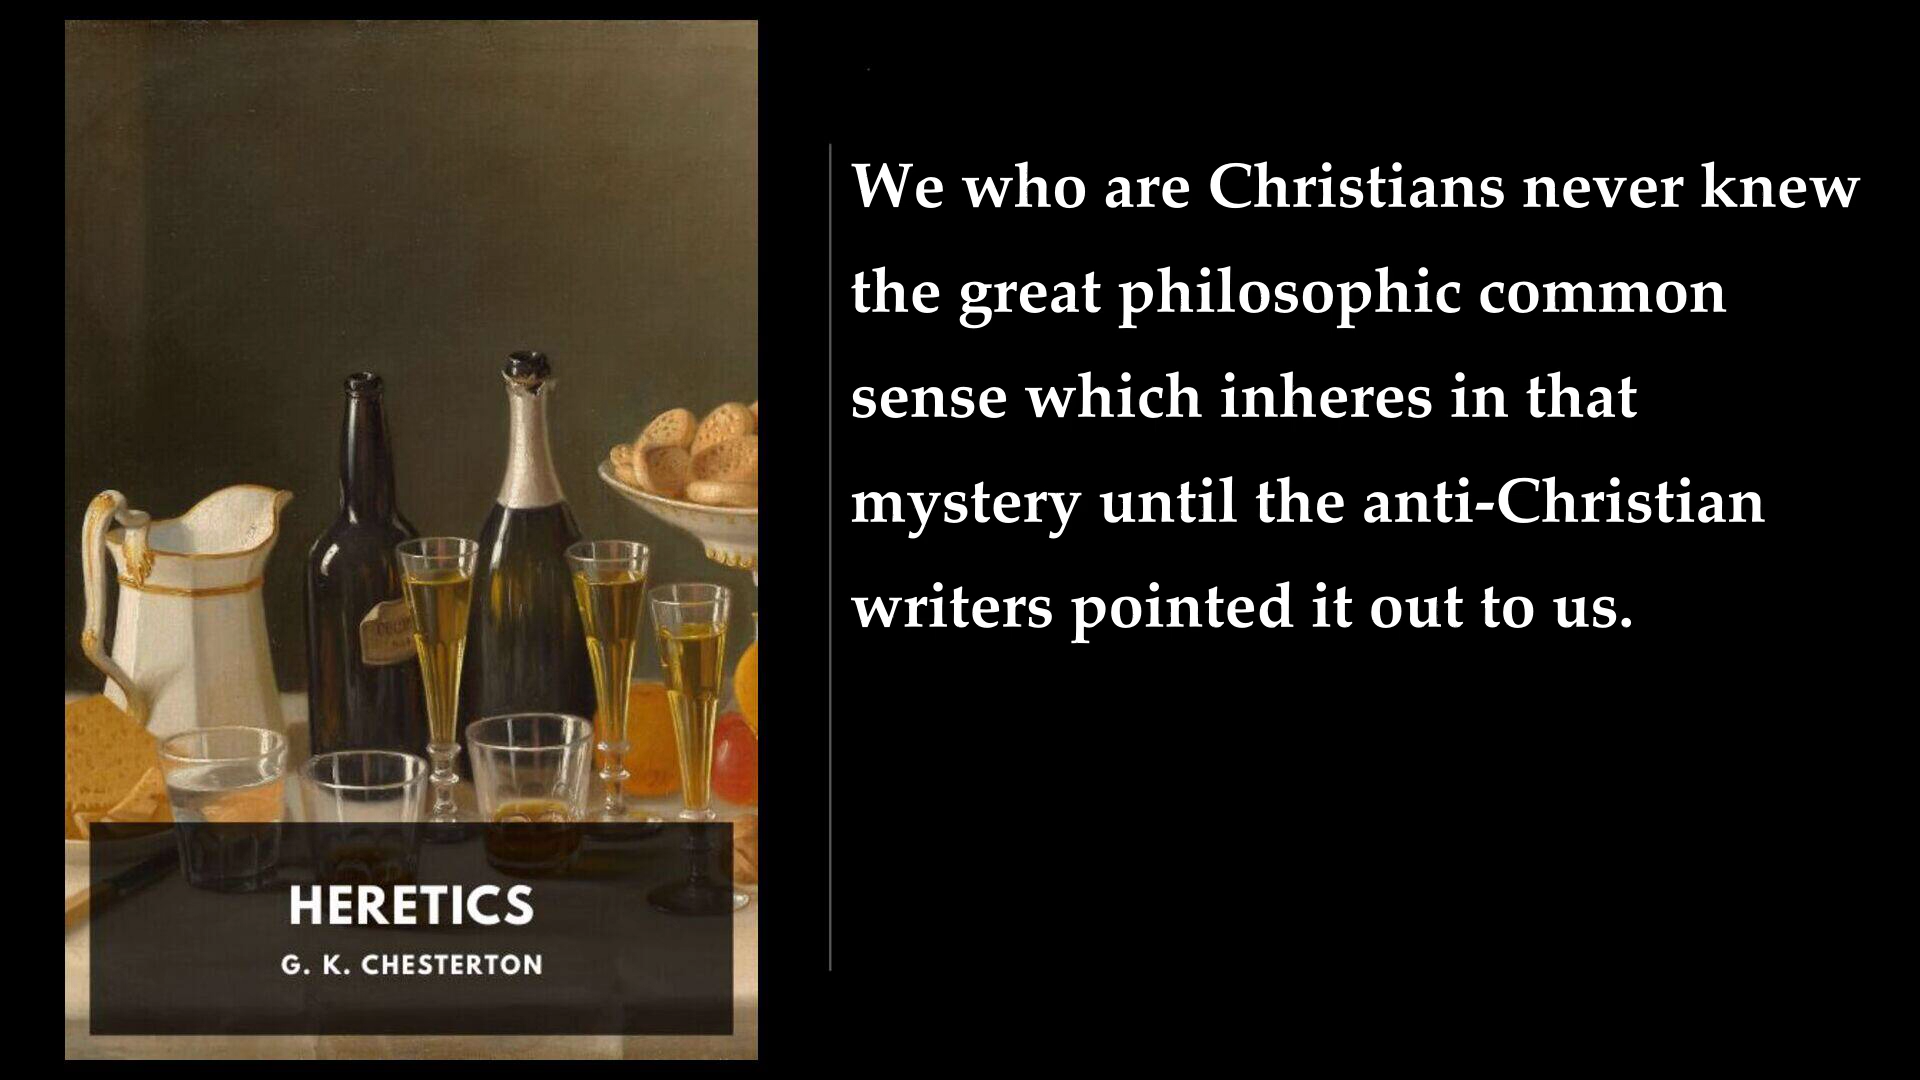 We who are Christians never knew
the great philosophic common
sense which inheres in that
mystery until the anti-Christian
writers pointed it out to us.
HERETICS
G. K. CHESTERTON